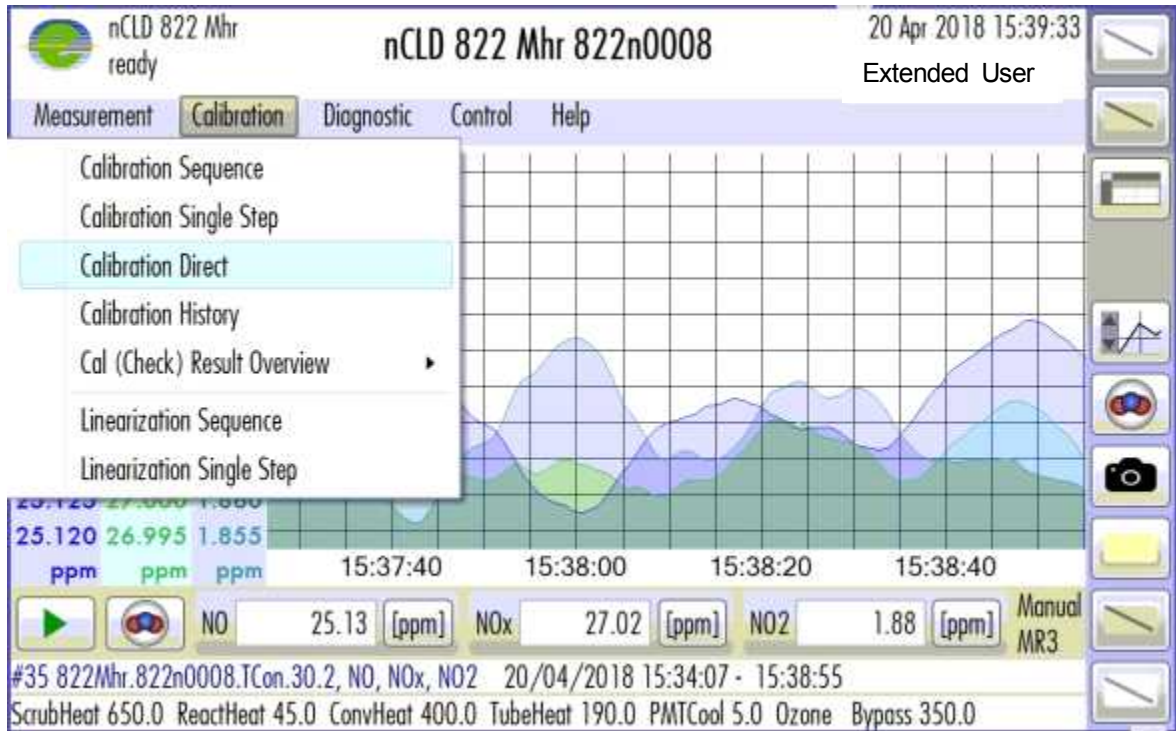 nCLD 822 Mhr
ready
nCLD 822 Mhr 822n0008
20 Apr 2018 15:39:33
Extended User
Measurement Calibration Diagnostic Control Help
Calibration Sequence
Calibration Single Step
Calibration Direct
Calibration History
Cal (Check) Result Overview
Linearization Sequence
Linearization Single Step
25.120 26.995 1.855
ppm ppm ppm
15:37:40 15:38:00 15:38:20 15:38:40
NO 25.13 [ppm] NOx 27.02 [ppm] NO2 1.88 [ppm] Manual
MR3
#35 822Mhr.822n0008.TCon.30.2, NO, NOx, NO2 20/04/2018 15:34:07 - 15:38:55
ScrubHeat 650.0 ReactHeat 45.0 ConvHeat 400.0 TubeHeat 190.0 PMTCool 5.0 Ozone Bypass 350.0